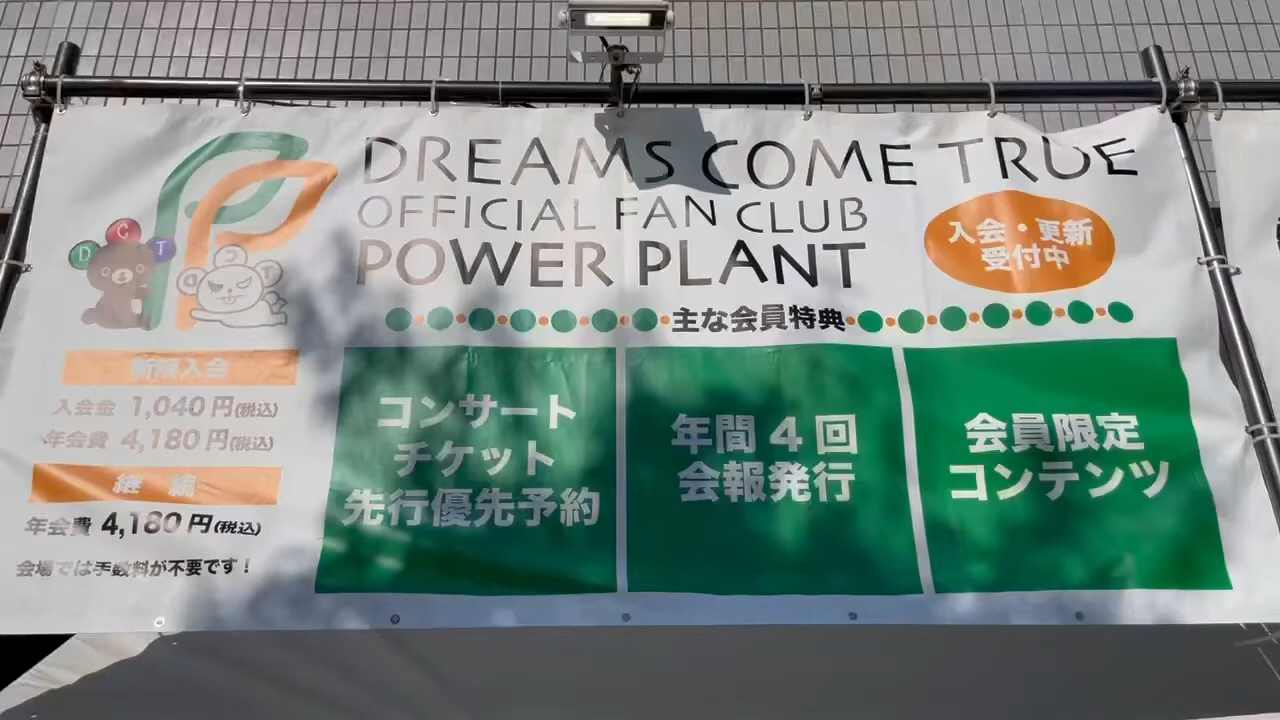 DREAMS COME TRUE
OFFICIAL FAN CLUB
POWER PLANT
入会・更新
受付中
D C T
D C T
主な会員特典
新規入会
入会金 1,040円(税込)
年会費 4,180円(税込)
継続
年会費 4,180円(税込)
会場では手数料が不要です!
コンサート
チケット
先行優先予約
年間4回
会報発行
会員限定
コンテンツ